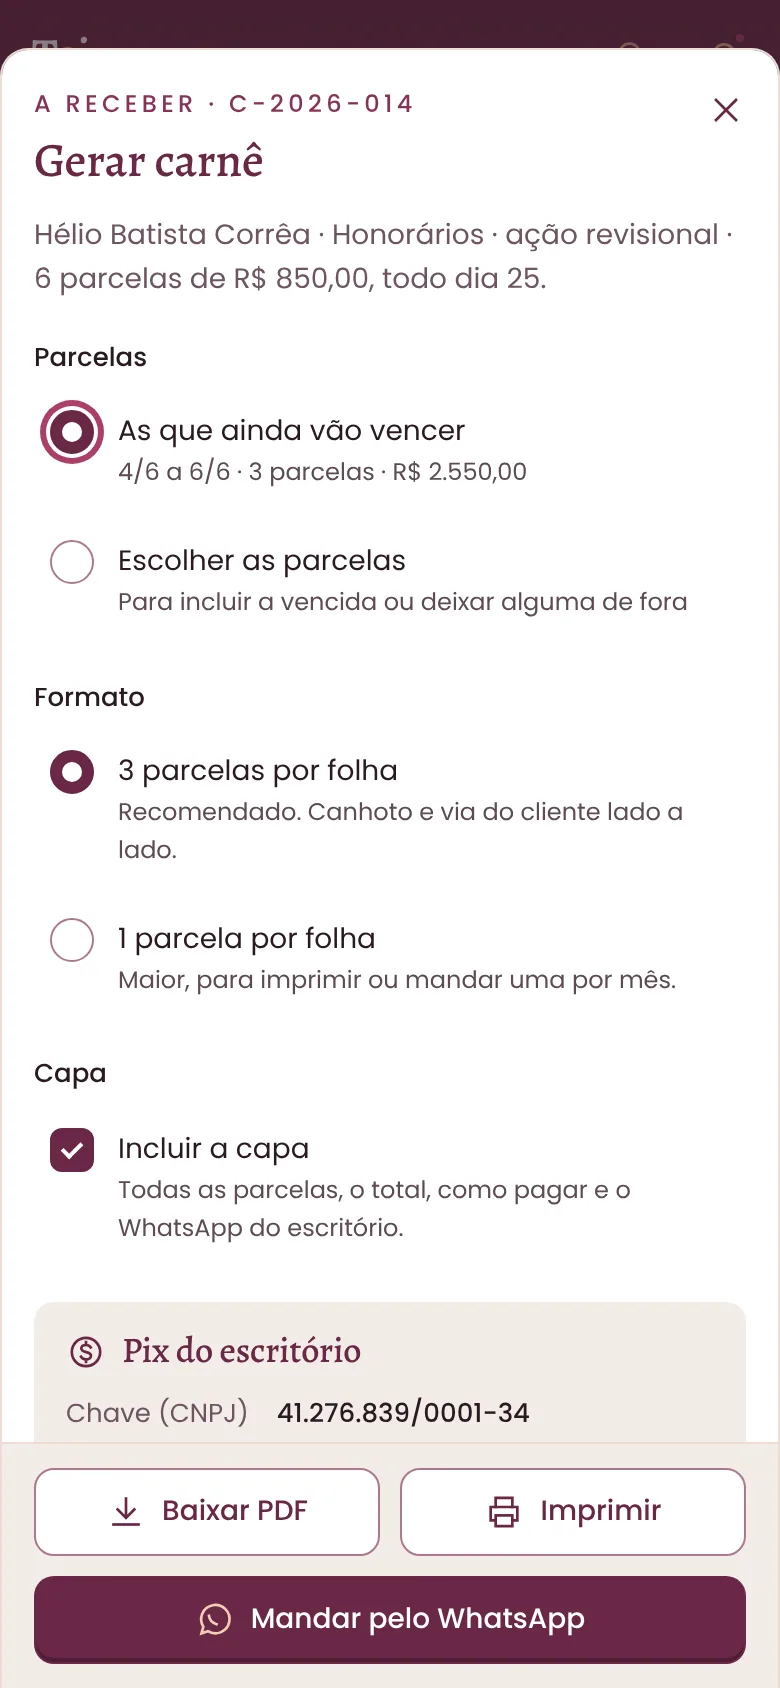 A RECEBER · C-2026-014
Gerar carnê
Hélio Batista Corrêa · Honorários · ação revisional ·
6 parcelas de R$ 850,00, todo dia 25.
Parcelas
As que ainda vão vencer
4/6 a 6/6 · 3 parcelas · R$ 2.550,00
Escolher as parcelas
Para incluir a vencida ou deixar alguma de fora
Formato
3 parcelas por folha
Recomendado. Canhoto e via do cliente lado a
lado.
1 parcela por folha
Maior, para imprimir ou mandar uma por mês.
Capa
Incluir a capa
Todas as parcelas, o total, como pagar e o
WhatsApp do escritório.
Pix do escritório
Chave (CNPJ) 41.276.839/0001-34
Baixar PDF
Imprimir
Mandar pelo WhatsApp